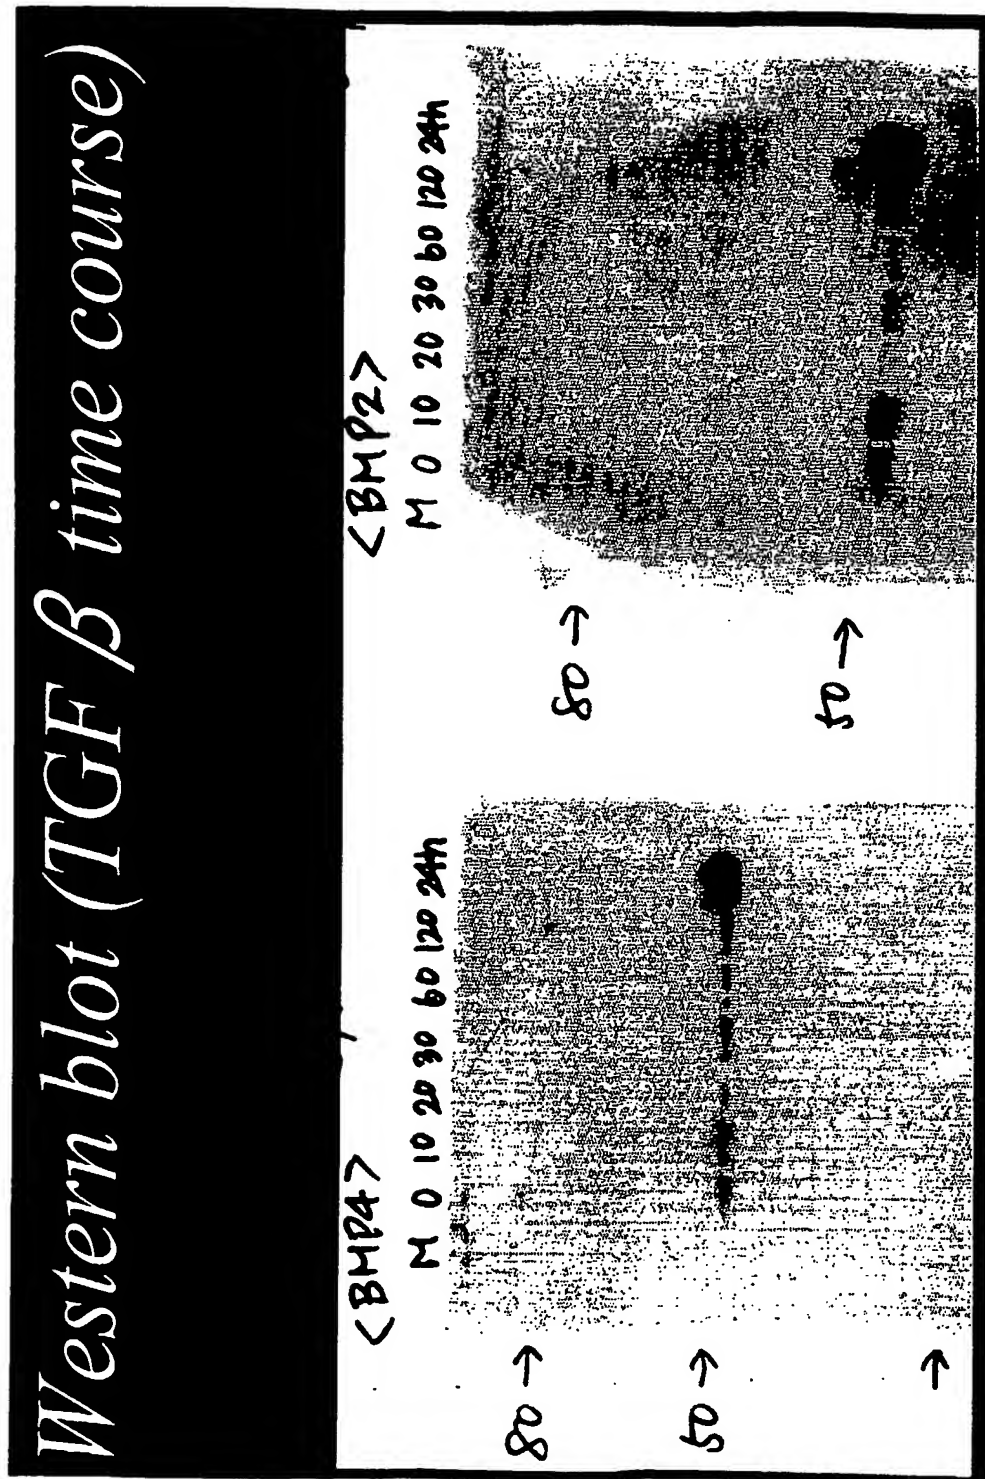 Western blot (TGF β time course)
<BMP4>
M 0 10 20 30 60 120 24h
80 →
50 →
→
<BMP2>
M 0 10 20 30 60 120 24h
80 →
50 →